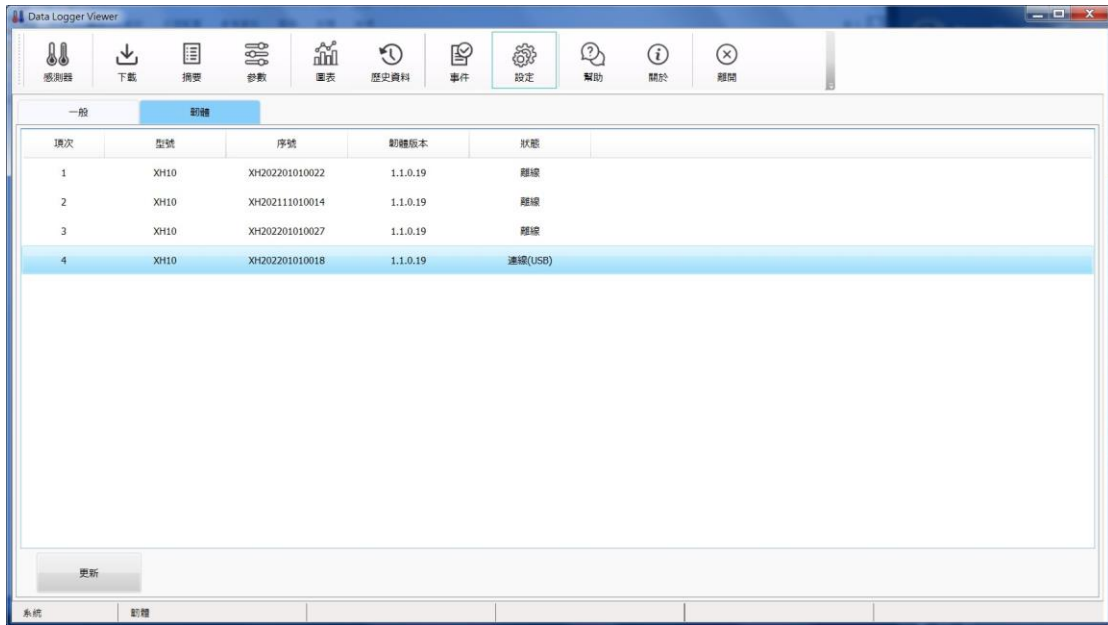 Data Logger Viewer
感測器 下載 摘要 參數 圖表 歷史資料 事件 設定 幫助 關於 離開
一般 韌體
項次 型號 序號 韌體版本 狀態
1 XH10 XH202201010022 1.1.0.19 離線
2 XH10 XH202111010014 1.1.0.19 離線
3 XH10 XH202201010027 1.1.0.19 離線
4 XH10 XH202201010018 1.1.0.19 連線(USB)
更新
系統 韌體